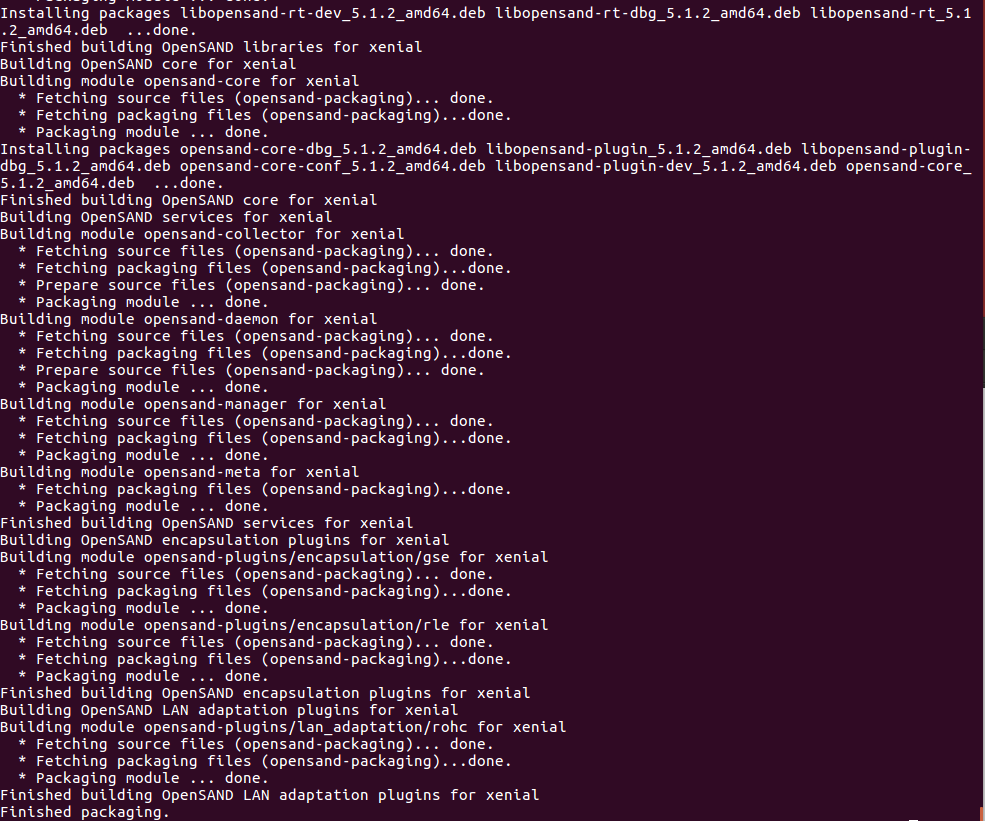 Installing packages libopensand-rt-dev_5.1.2_amd64.deb libopensand-rt-dbg_5.1.2_amd64.deb libopensand-rt_5.1
.2_amd64.deb  ...done.
Finished building OpenSAND libraries for xenial
Building OpenSAND core for xenial
Building module opensand-core for xenial
  * Fetching source files (opensand-packaging)... done.
  * Fetching packaging files (opensand-packaging)...done.
  * Packaging module ... done.
Installing packages opensand-core-dbg_5.1.2_amd64.deb libopensand-plugin_5.1.2_amd64.deb libopensand-plugin-
dbg_5.1.2_amd64.deb opensand-core-conf_5.1.2_amd64.deb libopensand-plugin-dev_5.1.2_amd64.deb opensand-core_
5.1.2_amd64.deb  ...done.
Finished building OpenSAND core for xenial
Building OpenSAND services for xenial
Building module opensand-collector for xenial
  * Fetching source files (opensand-packaging)... done.
  * Fetching packaging files (opensand-packaging)...done.
  * Prepare source files (opensand-packaging)... done.
  * Packaging module ... done.
Building module opensand-daemon for xenial
  * Fetching source files (opensand-packaging)... done.
  * Fetching packaging files (opensand-packaging)...done.
  * Prepare source files (opensand-packaging)... done.
  * Packaging module ... done.
Building module opensand-manager for xenial
  * Fetching source files (opensand-packaging)... done.
  * Fetching packaging files (opensand-packaging)...done.
  * Packaging module ... done.
Building module opensand-meta for xenial
  * Fetching packaging files (opensand-packaging)...done.
  * Packaging module ... done.
Finished building OpenSAND services for xenial
Building OpenSAND encapsulation plugins for xenial
Building module opensand-plugins/encapsulation/gse for xenial
  * Fetching source files (opensand-packaging)... done.
  * Fetching packaging files (opensand-packaging)...done.
  * Packaging module ... done.
Building module opensand-plugins/encapsulation/rle for xenial
  * Fetching source files (opensand-packaging)... done.
  * Fetching packaging files (opensand-packaging)...done.
  * Packaging module ... done.
Finished building OpenSAND encapsulation plugins for xenial
Building OpenSAND LAN adaptation plugins for xenial
Building module opensand-plugins/lan_adaptation/rohc for xenial
  * Fetching source files (opensand-packaging)... done.
  * Fetching packaging files (opensand-packaging)...done.
  * Packaging module ... done.
Finished building OpenSAND LAN adaptation plugins for xenial
Finished packaging.